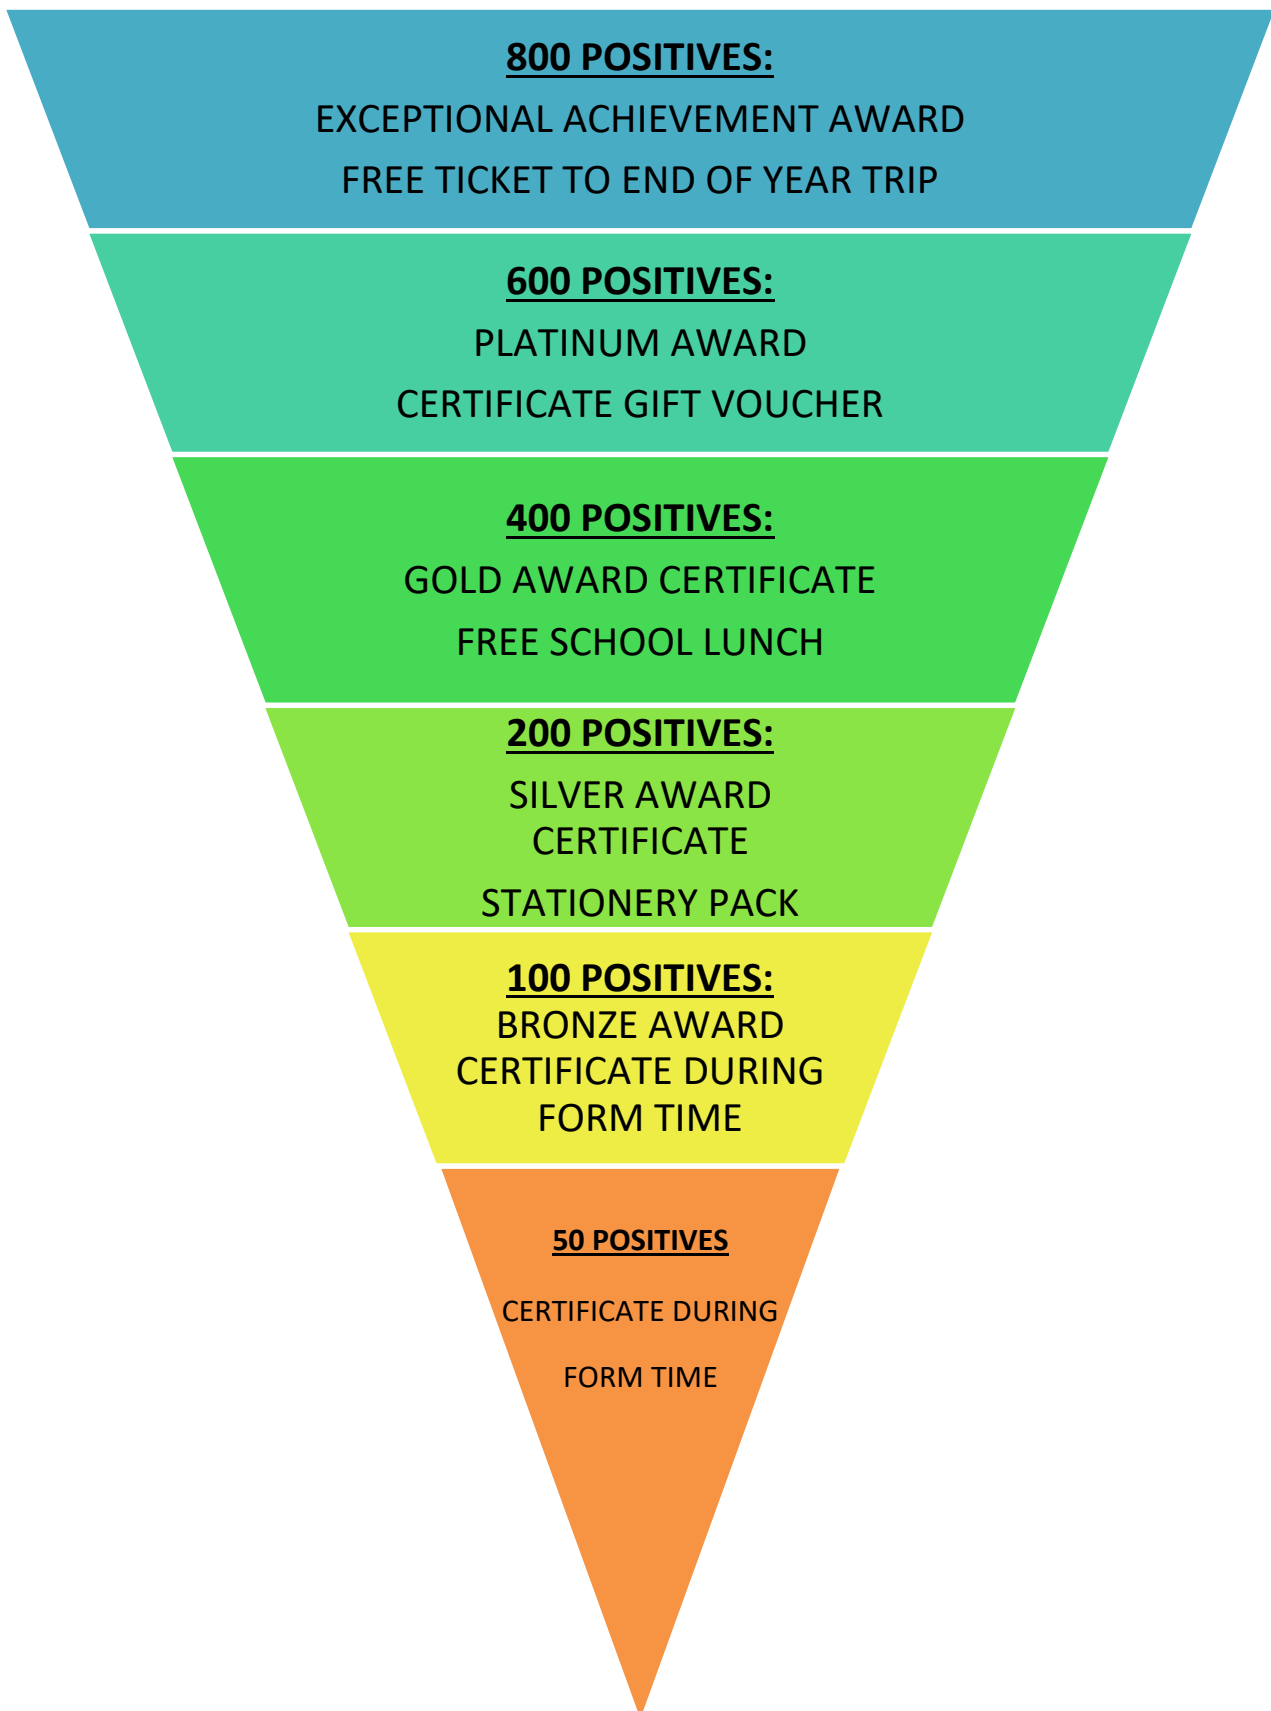 800 POSITIVES:
EXCEPTIONAL ACHIEVEMENT AWARD
FREE TICKET TO END OF YEAR TRIP
600 POSITIVES:
PLATINUM AWARD
CERTIFICATE GIFT VOUCHER
400 POSITIVES:
GOLD AWARD CERTIFICATE
FREE SCHOOL LUNCH
200 POSITIVES:
SILVER AWARD
CERTIFICATE
STATIONERY PACK
100 POSITIVES:
BRONZE AWARD
CERTIFICATE DURING
FORM TIME
50 POSITIVES
CERTIFICATE DURING
FORM TIME